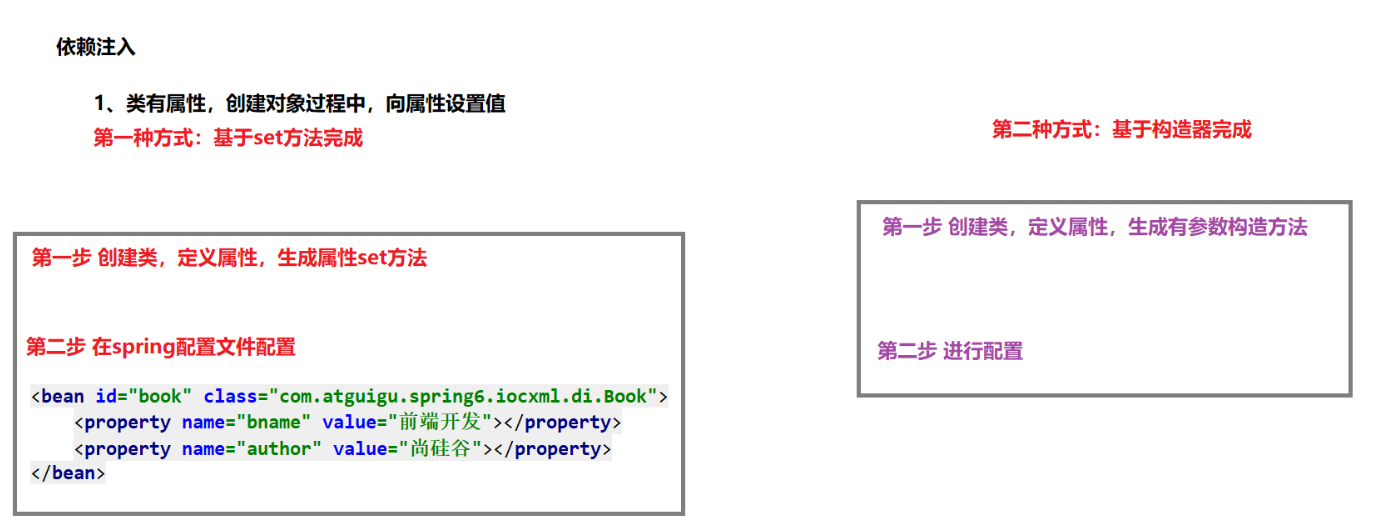 依赖注入
1、类有属性，创建对象过程中，向属性设置值
第一种方式：基于set方法完成
第一步 创建类，定义属性，生成属性set方法
第二步 在spring配置文件配置
<bean id="book" class="com.atguigu.spring6.iocxml.di.Book">
<property name="bname" value="前端开发"></property>
<property name="author" value="尚硅谷"></property>
</bean>
第二种方式：基于构造器完成
第一步 创建类，定义属性，生成有参数构造方法
第二步 进行配置